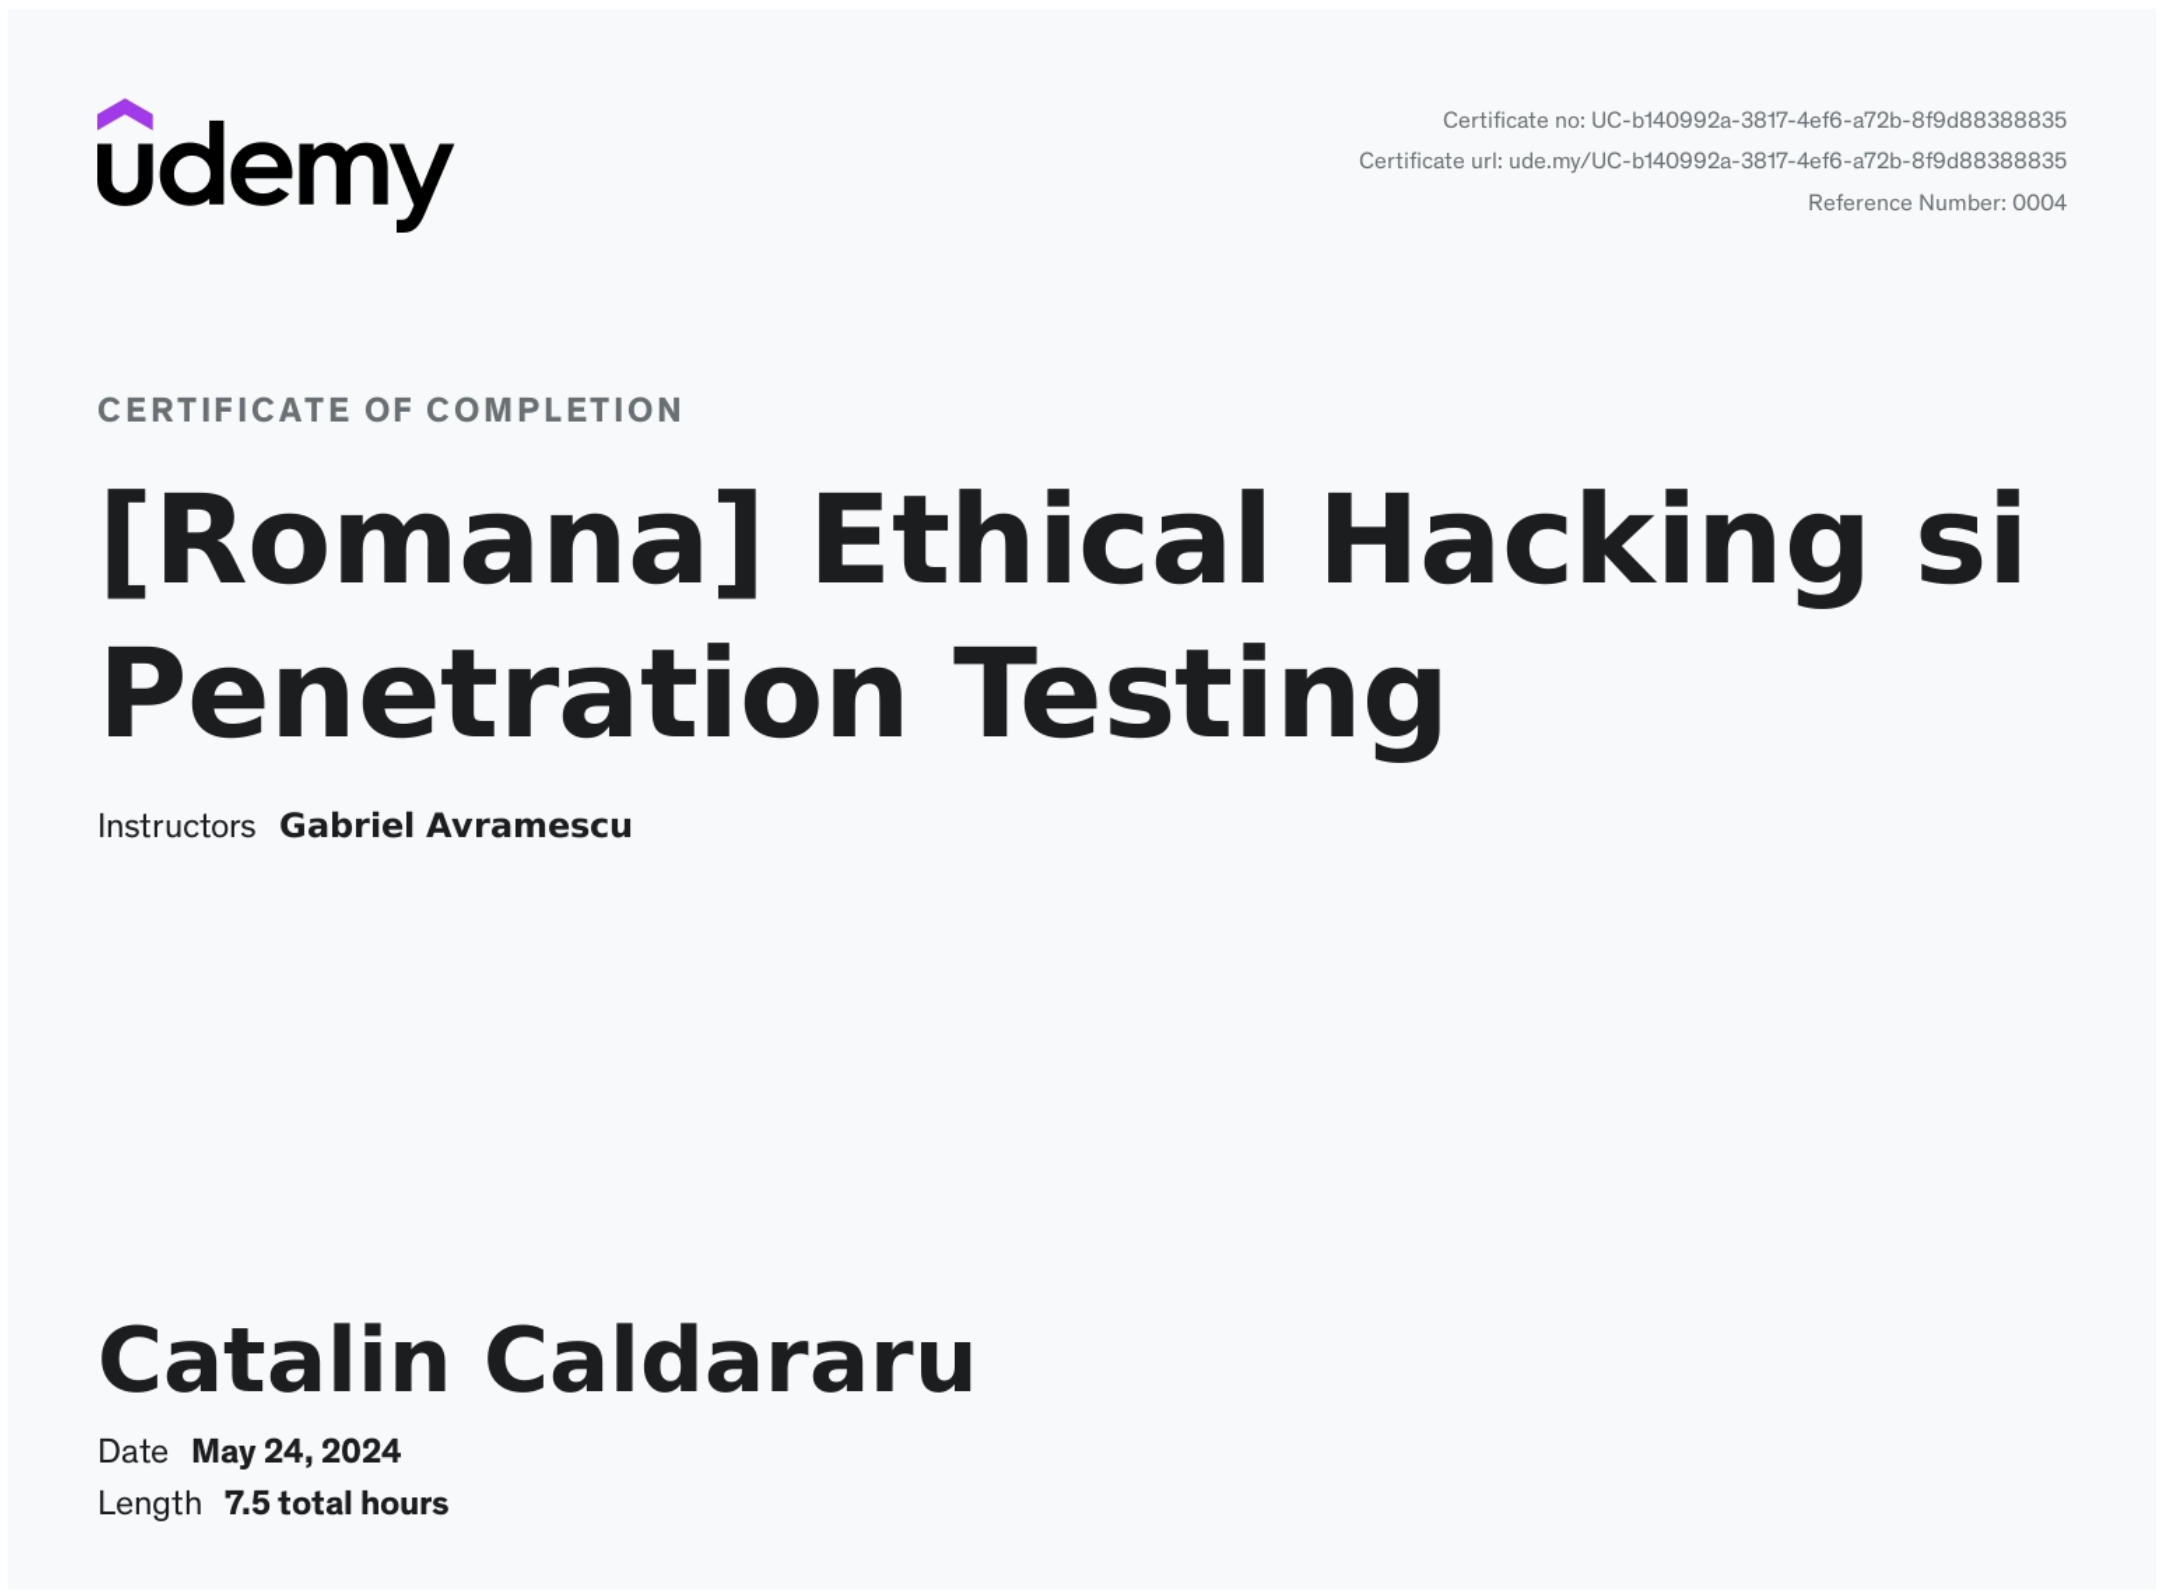 udemy
Certificate no: UC-b140992a-3817-4ef6-a72b-8f9d88388835
Certificate url: ude.my/UC-b140992a-3817-4ef6-a72b-8f9d88388835
Reference Number: 0004
CERTIFICATE OF COMPLETION
[Romana] Ethical Hacking si
Penetration Testing
Instructors Gabriel Avramescu
Catalin Caldararu
Date May 24, 2024
Length 7.5 total hours